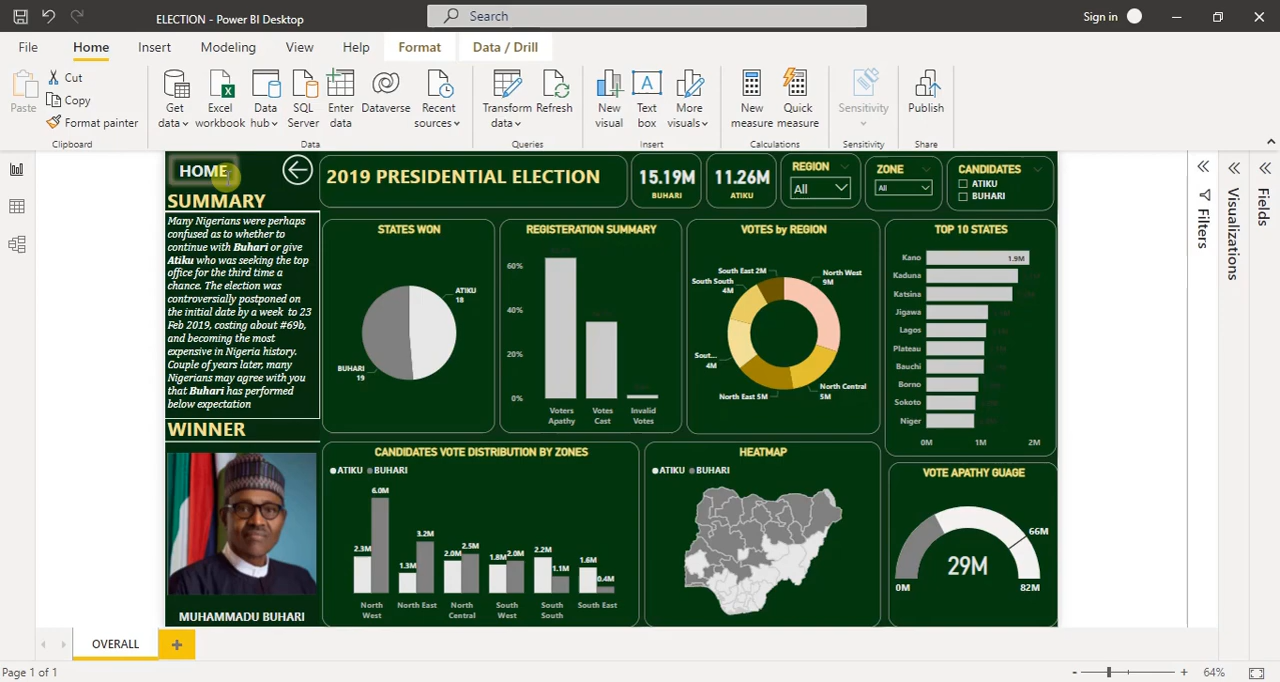 ELECTION - Power BI Desktop
Search
Sign in
File
Home
Insert
Modeling
View
Help
Format
Data / Drill
Paste
Cut
Copy
Format painter
Clipboard
Get data
Excel workbook
Data hub
SQL Server
Enter data
Dataverse
Recent sources
Data
Transform data
Refresh
Queries
New visual
Text box
More visuals
Insert
New measure
Quick measure
Calculations
Sensitivity
Sensitivity
Publish
Share
HOME
2019 PRESIDENTIAL ELECTION
15.19M
BUHARI
11.26M
ATIKU
REGION
All
ZONE
All
CANDIDATES
ATIKU
BUHARI
SUMMARY
Many Nigerians were perhaps
confused as to whether to
continue with Buhari or give
Atiku who was seeking the top
office for the third time a
chance. The election was
controversially postponed on
the initial date by a week to 23
Feb 2019, costing about #69b,
and becoming the most
expensive in Nigeria history.
Couple of years later, many
Nigerians may agree with you
that Buhari has performed
below expectation
WINNER
MUHAMMADU BUHARI
STATES WON
ATIKU
18
BUHARI
19
REGISTERATION SUMMARY
60%
40%
20%
0%
Voters Apathy
Votes Cast
Invalid Votes
VOTES by REGION
South East 2M
South South
4M
North West
9M
Sout...
4M
North East 5M
North Central
5M
TOP 10 STATES
Kano
1.9M
Kaduna
Katsina
Jigawa
Lagos
Plateau
Bauchi
Borno
Sokoto
Niger
0M
1M
2M
CANDIDATES VOTE DISTRIBUTION BY ZONES
ATIKU BUHARI
2.3M
6.0M
1.3M
3.2M
2.0M
2.5M
1.8M
2.0M
2.2M
1.1M
1.6M
0.4M
North West
North East
North Central
South West
South South
South East
HEATMAP
ATIKU BUHARI
VOTE APATHY GUAGE
66M
29M
0M
82M
Filters
Visualizations
Fields
OVERALL
Page 1 of 1
64%